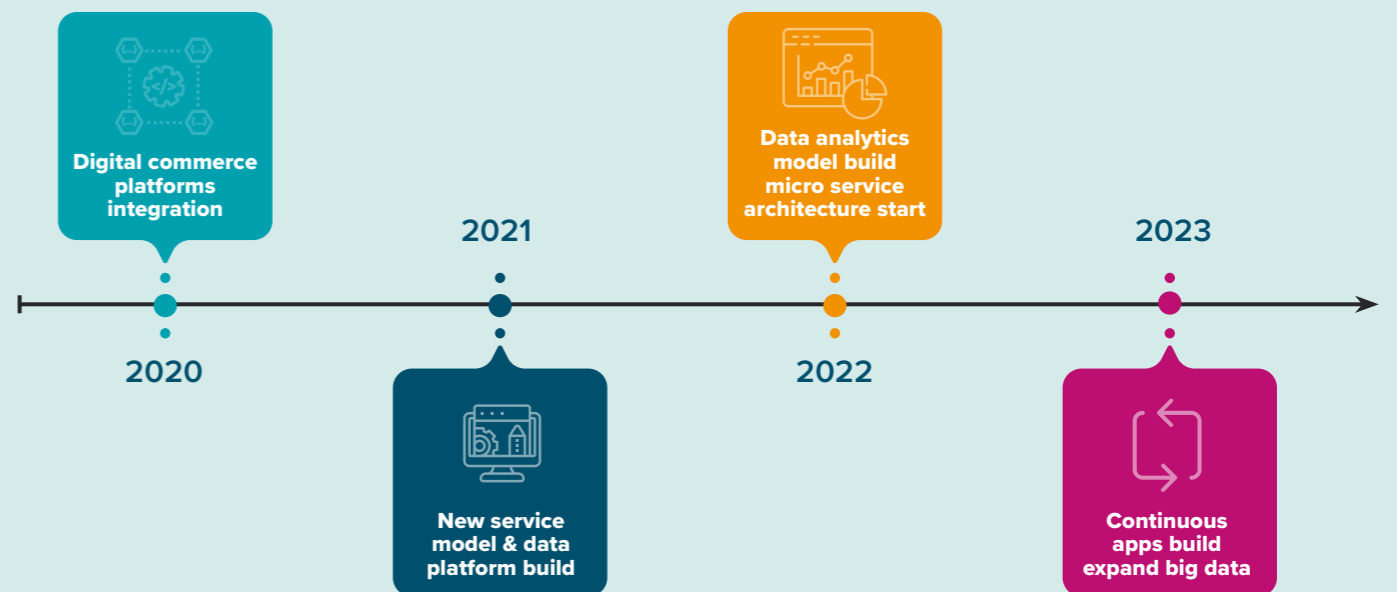 Digital commerce
platforms
integration
2020
2021
New service
model & data
platform build
Data analytics
model build
micro service
architecture start
2022
2023
Continuous
apps build
expand big data